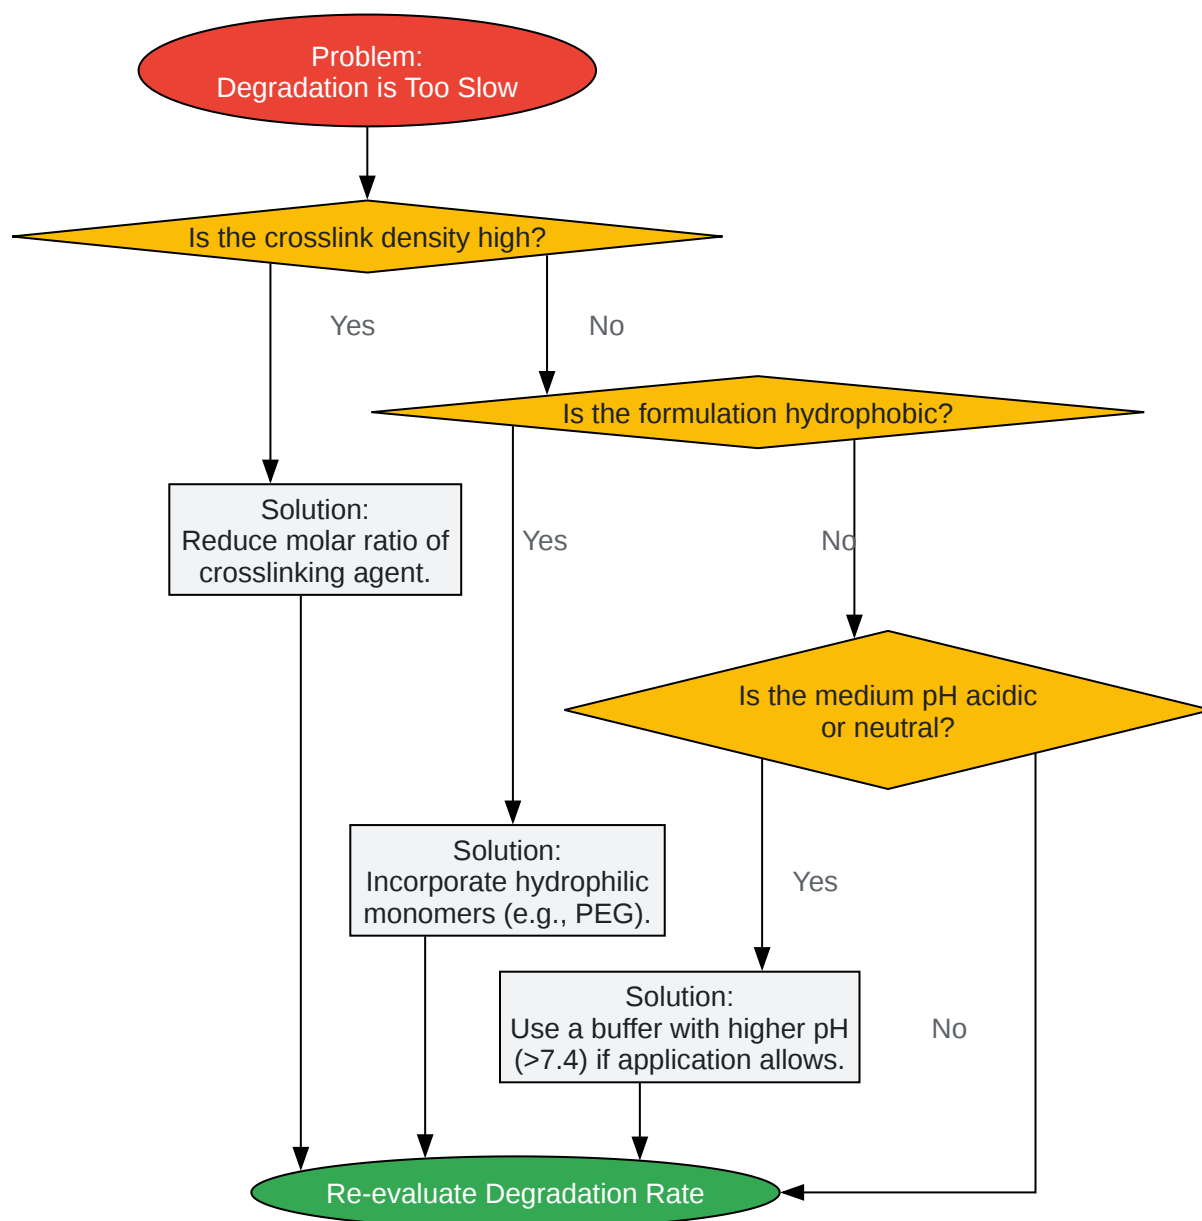 Problem:
Degradation is Too Slow
Is the crosslink density high?
Yes
No
Is the formulation hydrophobic?
Solution:
Reduce molar ratio of
crosslinking agent.
Yes
No
Is the medium pH acidic
or neutral?
Solution:
Incorporate hydrophilic
monomers (e.g., PEG).
Yes
Solution:
Use a buffer with higher pH
(>7.4) if application allows.
No
Re-evaluate Degradation Rate